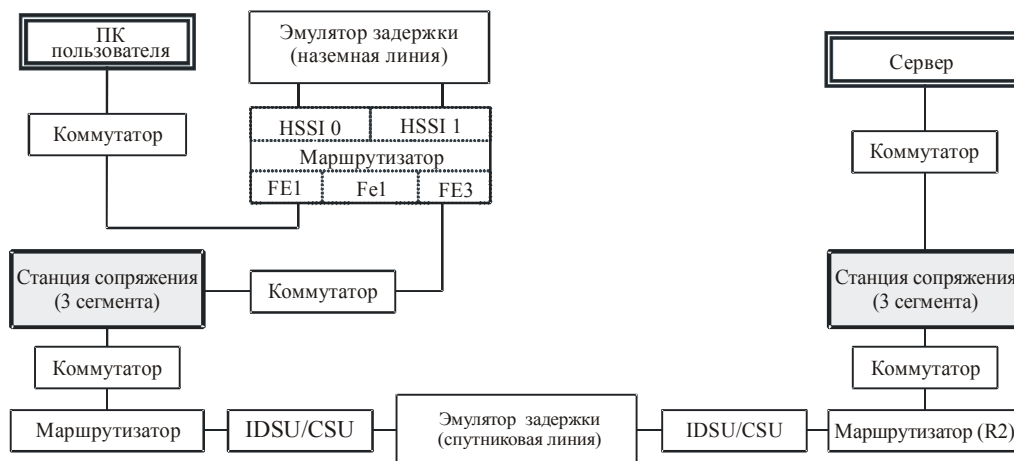 ПК
пользователя
Эмулятор задержки
(наземная линия)
Сервер
Коммутатор
HSSI 0
HSSI 1
Маршрутизатор
FE1
Fe1
FE3
Коммутатор
Станция сопряжения
(3 сегмента)
Коммутатор
Станция сопряжения
(3 сегмента)
Коммутатор
Коммутатор
Маршрутизатор
IDSU/CSU
Эмулятор задержки
(спутниковая линия)
IDSU/CSU
Маршрутизатор (R2)